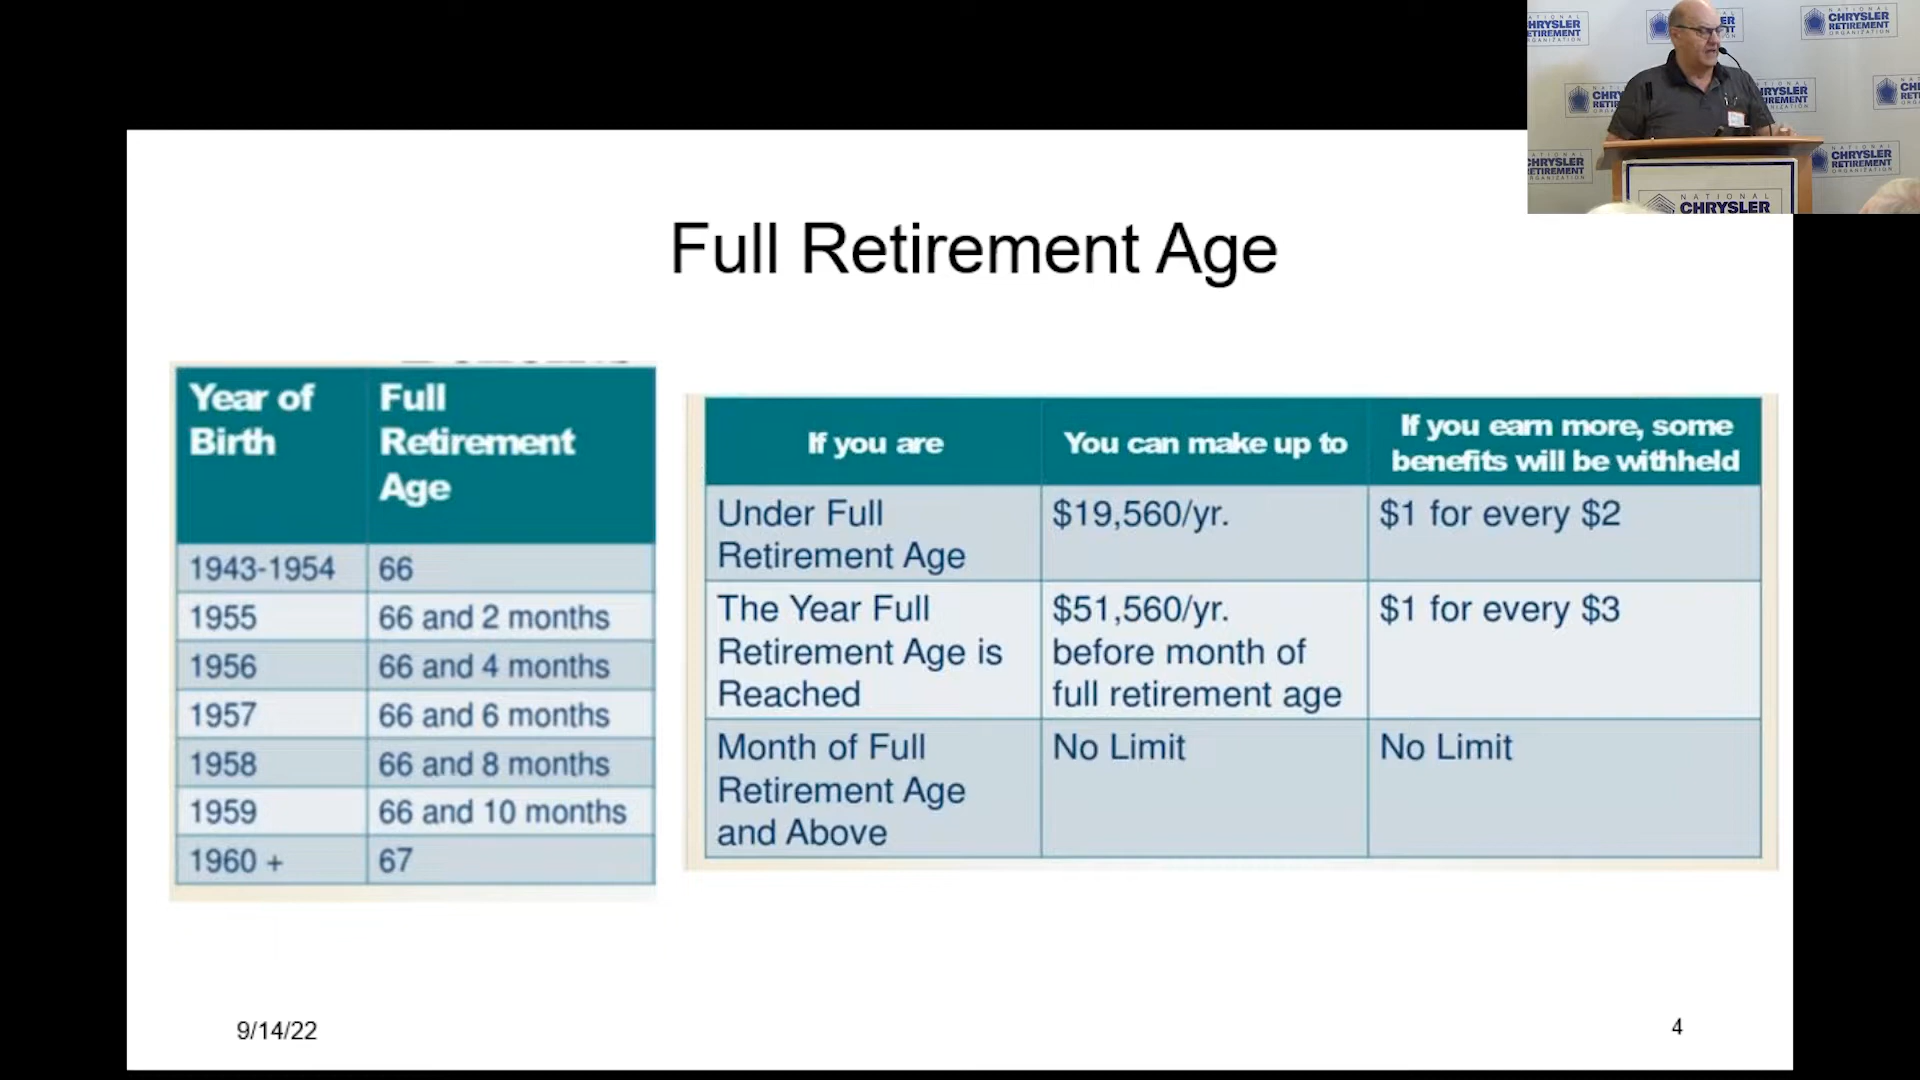 Full Retirement Age
Year of
Birth
Full
Retirement
Age
1943-1954 66
1955 66 and 2 months
1956 66 and 4 months
1957 66 and 6 months
1958 66 and 8 months
1959 66 and 10 months
1960 + 67
If you are
You can make up to
If you earn more, some
benefits will be withheld
Under Full
Retirement Age
$19,560/yr.
$1 for every $2
The Year Full
Retirement Age is
Reached
$51,560/yr.
before month of
full retirement age
$1 for every $3
Month of Full
Retirement Age
and Above
No Limit
No Limit
9/14/22
4
NATIONAL
CHRYSLER
RETIREMENT
ORGANIZATION
NATIONAL
CHRYSLER